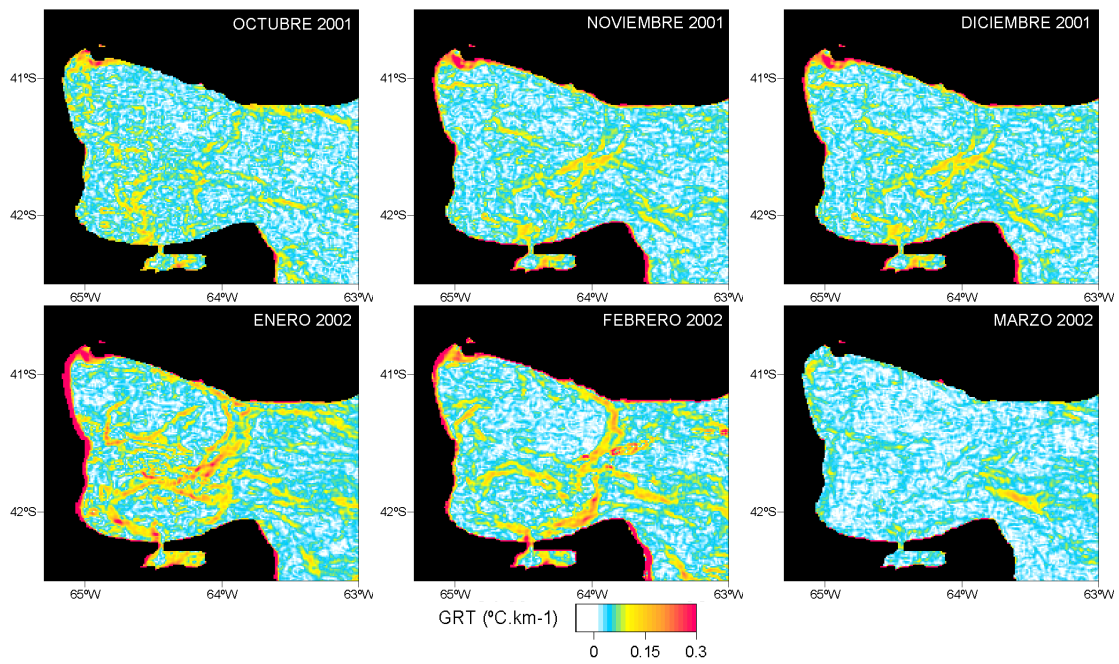 OCTUBRE 2001
NOVIEMBRE 2001
DICIEMBRE 2001
41ºS
41ºS
41ºS
42ºS
42ºS
42ºS
65ºW
64ºW
63ºW
65ºW
64ºW
63ºW
65ºW
64ºW
63ºW
ENERO 2002
FEBRERO 2002
MARZO 2002
41ºS
41ºS
41ºS
42ºS
42ºS
42ºS
65ºW
64ºW
63ºW
65ºW
64ºW
63ºW
65ºW
64ºW
63ºW
GRT (ºC.km-1)
0
0.15
0.3